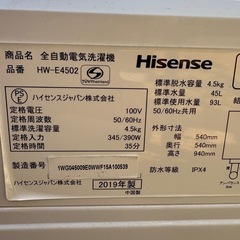 商品名 全自動電気洗濯機
品番 HW-E4502
Hisense
PS
E
ハイセンスジャパン株式会社
定格電圧 100V
定格周波数 50/60Hz
標準洗濯容量 4.5kg
定格消費電力 345/390W
目安時間 35分
標準脱水容量 4.5kg
標準水量 45L
標準使用水量 93L
50/60Hz共用
外形寸法
幅 540mm
奥行 540mm
高さ 940mm
防水等級 IPX4
製造番号
1WG045009E0WWF15A100539
ハイセンスジャパン株式会社
2019年製
中国製